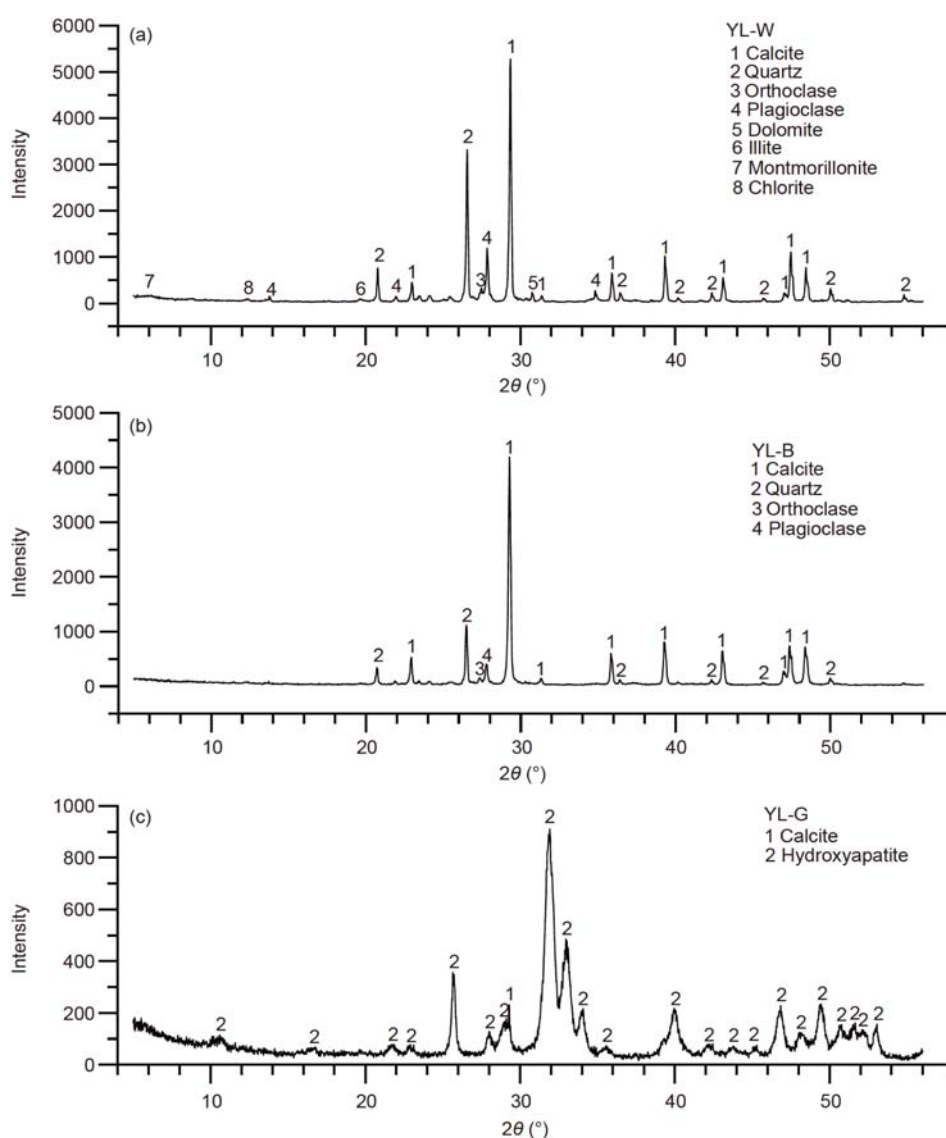 (a)
YL-W
1 Calcite
2 Quartz
3 Orthoclase
4 Plagioclase
5 Dolomite
6 Illite
7 Montmorillonite
8 Chlorite
Intensity
6000
5000
4000
3000
2000
1000
0
7 8 4 6 2 4 1 2 3 4 1 5 1 4 1 2 1 2 2 1 2 1 1 1 2 2
10 20 30 40 50
2θ (°)
(b)
YL-B
1 Calcite
2 Quartz
3 Orthoclase
4 Plagioclase
Intensity
5000
4000
3000
2000
1000
0
2 1 2 3 4 1 1 1 2 1 2 1 2 1 1 1 2
10 20 30 40 50
2θ (°)
(c)
YL-G
1 Calcite
2 Hydroxyapatite
Intensity
1000
800
600
400
200
0
2 2 2 2 2 2 2 1 2 2 2 2 2 2 2 2 2 2 2 2 2 2 2
10 20 30 40 50
2θ (°)